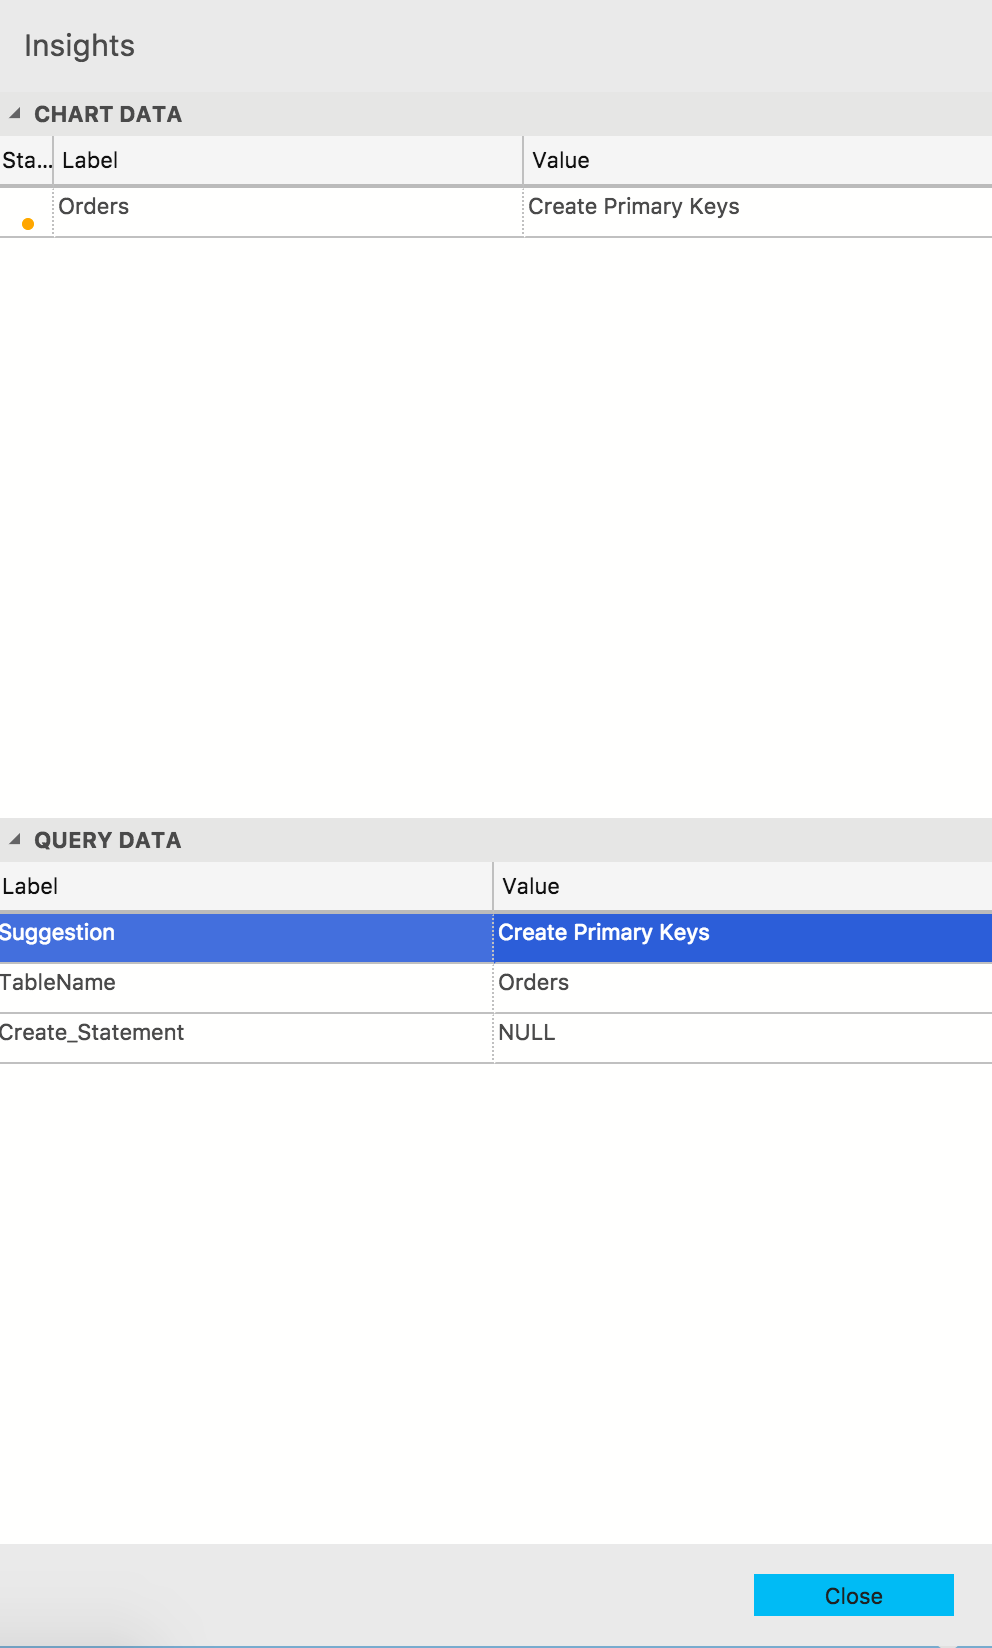 Insights
CHART DATA
Sta... Label Value
Orders Create Primary Keys
QUERY DATA
Label Value
Suggestion Create Primary Keys
TableName Orders
Create_Statement NULL
Close